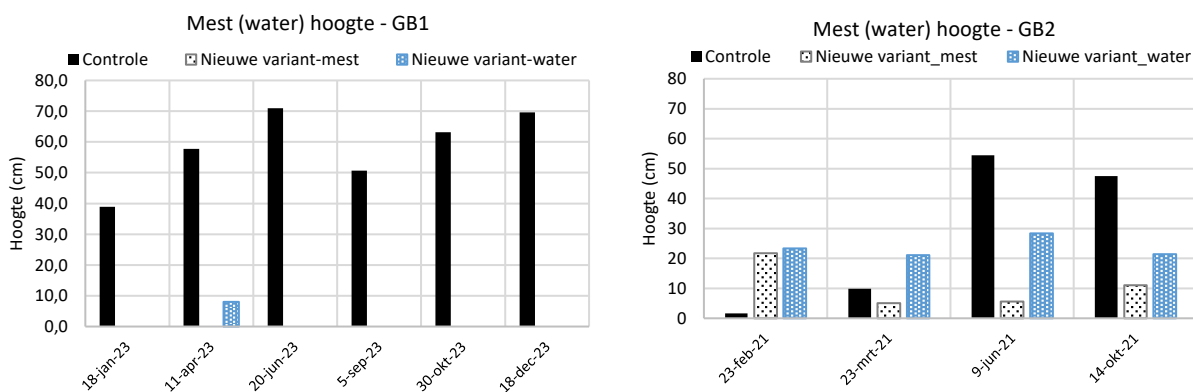 Mest (water) hoogte - GB1
Controle Nieuwe variant-mest Nieuwe variant-water
80,0
70,0
60,0
50,0
40,0
30,0
20,0
10,0
0,0
Hoogte (cm)
18-jan-23 11-apr-23 20-jun-23 5-sep-23 30-okt-23 18-dec-23
Mest (water) hoogte - GB2
Controle Nieuwe variant_mest Nieuwe variant_water
80
70
60
50
40
30
20
10
0
Hoogte (cm)
23-feb-21 23-mrt-21 9-jun-21 14-okt-21